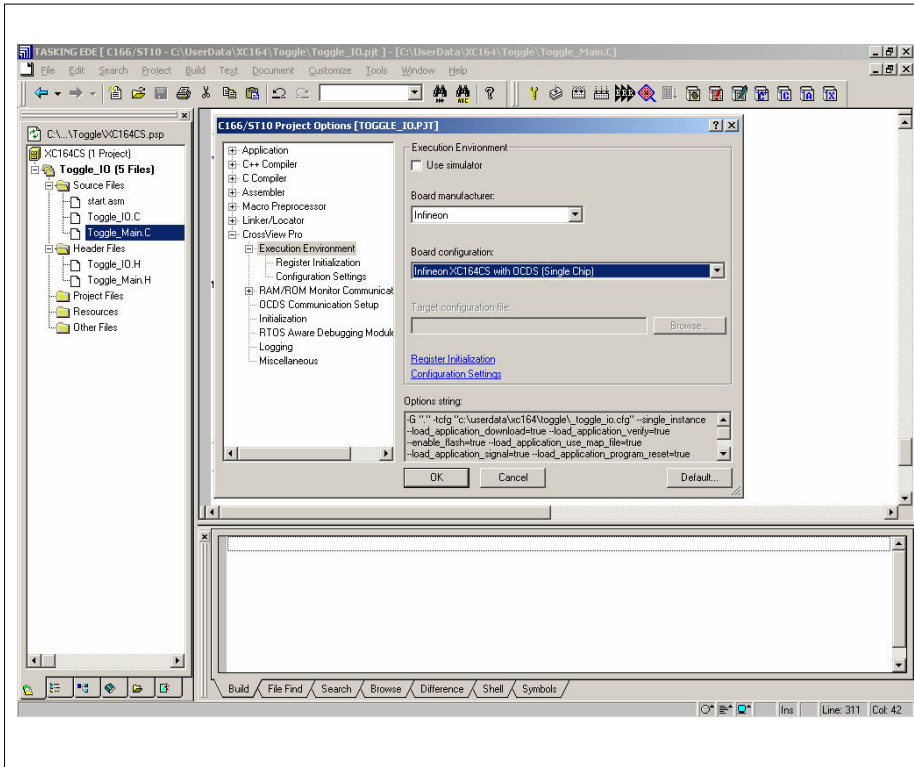 TASKING EDE [ C166/ST10 - C:\UserData\XC164\Toggle\Toggle_IO.pjt ] - [C:\UserData\XC164\Toggle\Toggle_Main.C]
File Edit Search Project Build Text Document Customize Tools Window Help
C:\...\Toggle\XC164CS.psp
XC164CS (1 Project)
Toggle_IO (5 Files)
Source Files
start.asm
Toggle_IO.C
Toggle_Main.C
Header Files
Toggle_IO.H
Toggle_Main.H
Project Files
Resources
Other Files
C166/ST10 Project Options [TOGGLE_IO.PJT]
Application
C++ Compiler
C Compiler
Assembler
Macro Preprocessor
Linker/Locator
CrossView Pro
Execution Environment
Register Initialization
Configuration Settings
RAM/ROM Monitor Communicat
OCDS Communication Setup
Initialization
RTOS Aware Debugging Module
Logging
Miscellaneous
Execution Environment
Use simulator
Board manufacturer:
Infineon
Board configuration:
Infineon XC164CS with OCDS (Single Chip)
Target configuration file:
Browse...
Register Initialization
Configuration Settings
Options string:
-G "." -tcfg "c:\userdata\xc164\toggle\_toggle_io.cfg" --single_instance
--load_application_download=true --load_application_verify=true
--enable_flash=true --load_application_use_map_file=true
--load_application_signal=true --load_application_program_reset=true
OK Cancel Default...
Build File Find Search Browse Difference Shell Symbols
Ins Line: 311 Col: 42